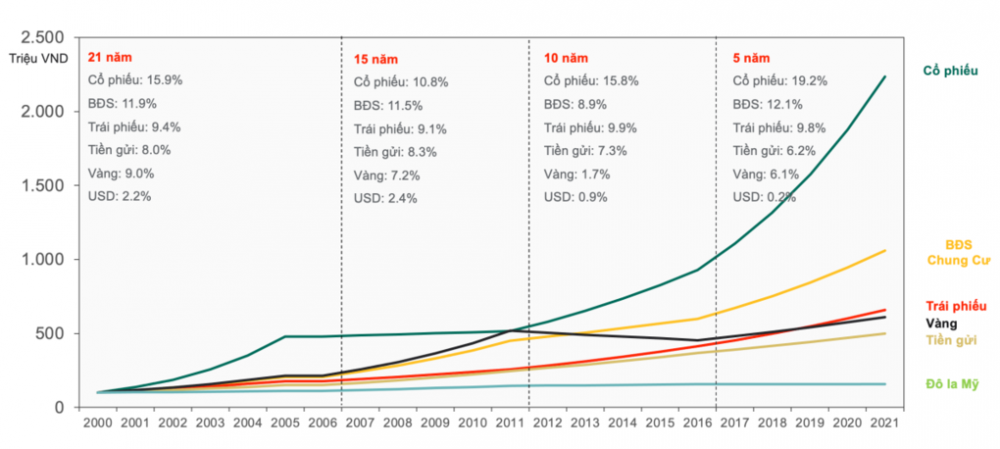 2.500
Triệu VND
2.000
1.500
1.000
500
0
21 năm
Cổ phiếu: 15.9%
BĐS: 11.9%
Trái phiếu: 9.4%
Tiền gửi: 8.0%
Vàng: 9.0%
USD: 2.2%
15 năm
Cổ phiếu: 10.8%
BĐS: 11.5%
Trái phiếu: 9.1%
Tiền gửi: 8.3%
Vàng: 7.2%
USD: 2.4%
10 năm
Cổ phiếu: 15.8%
BĐS: 8.9%
Trái phiếu: 9.9%
Tiền gửi: 7.3%
Vàng: 1.7%
USD: 0.9%
5 năm
Cổ phiếu: 19.2%
BĐS: 12.1%
Trái phiếu: 9.8%
Tiền gửi: 6.2%
Vàng: 6.1%
USD: 0.2%
Cổ phiếu
BĐS
Chung Cư
Trái phiếu
Vàng
Tiền gửi
Đô la Mỹ
2000 2001 2002 2003 2004 2005 2006 2007 2008 2009 2010 2011 2012 2013 2014 2015 2016 2017 2018 2019 2020 2021